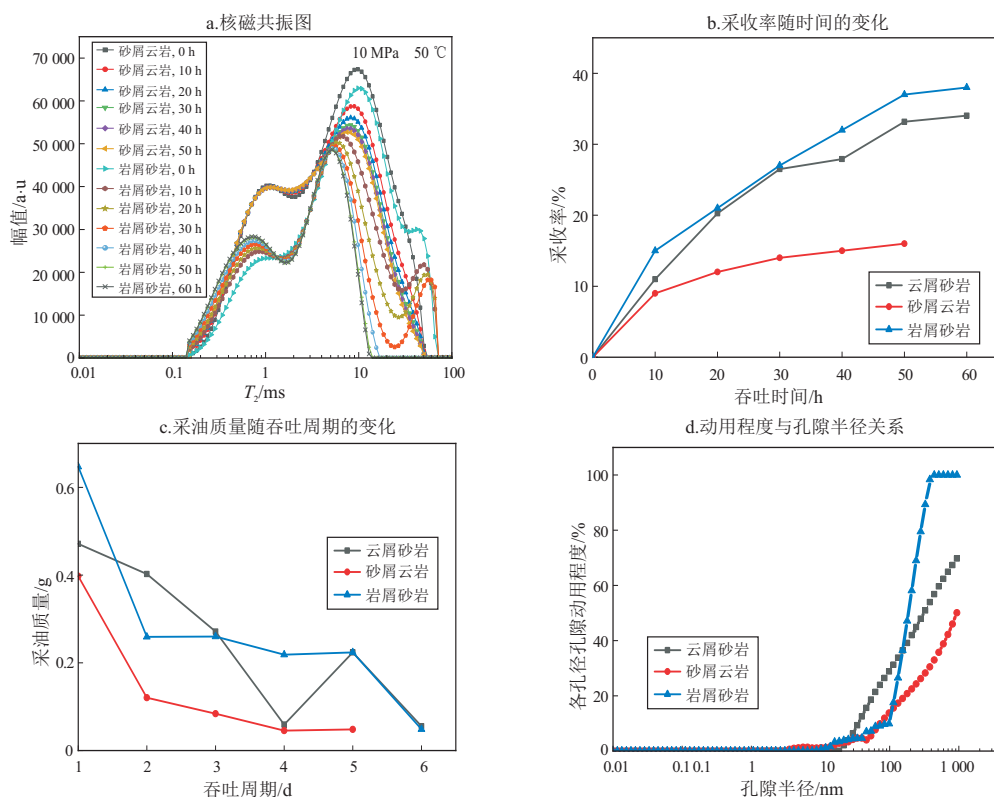 a.核磁共振图
10 MPa 50 ℃
70 000
60 000
50 000
40 000
30 000
20 000
10 000
0
幅值/a·u
砂屑云岩, 0 h
砂屑云岩, 10 h
砂屑云岩, 20 h
砂屑云岩, 30 h
砂屑云岩, 40 h
砂屑云岩, 50 h
岩屑砂岩, 0 h
岩屑砂岩, 10 h
岩屑砂岩, 20 h
岩屑砂岩, 30 h
岩屑砂岩, 40 h
岩屑砂岩, 50 h
岩屑砂岩, 60 h
0.01 0.1 1 10 100
T2/ms
b.采收率随时间的变化
40
30
20
10
0
采收率/%
云屑砂岩
砂屑云岩
岩屑砂岩
0 10 20 30 40 50 60
吞吐时间/h
c.采油质量随吞吐周期的变化
0.6
0.4
0.2
0
采油质量/g
云屑砂岩
砂屑云岩
岩屑砂岩
1 2 3 4 5 6
吞吐周期/d
d.动用程度与孔隙半径关系
100
80
60
40
20
0
各孔径孔隙动用程度/%
云屑砂岩
砂屑云岩
岩屑砂岩
0.01 0.1 0.1 1 10 100 1 000
孔隙半径/nm